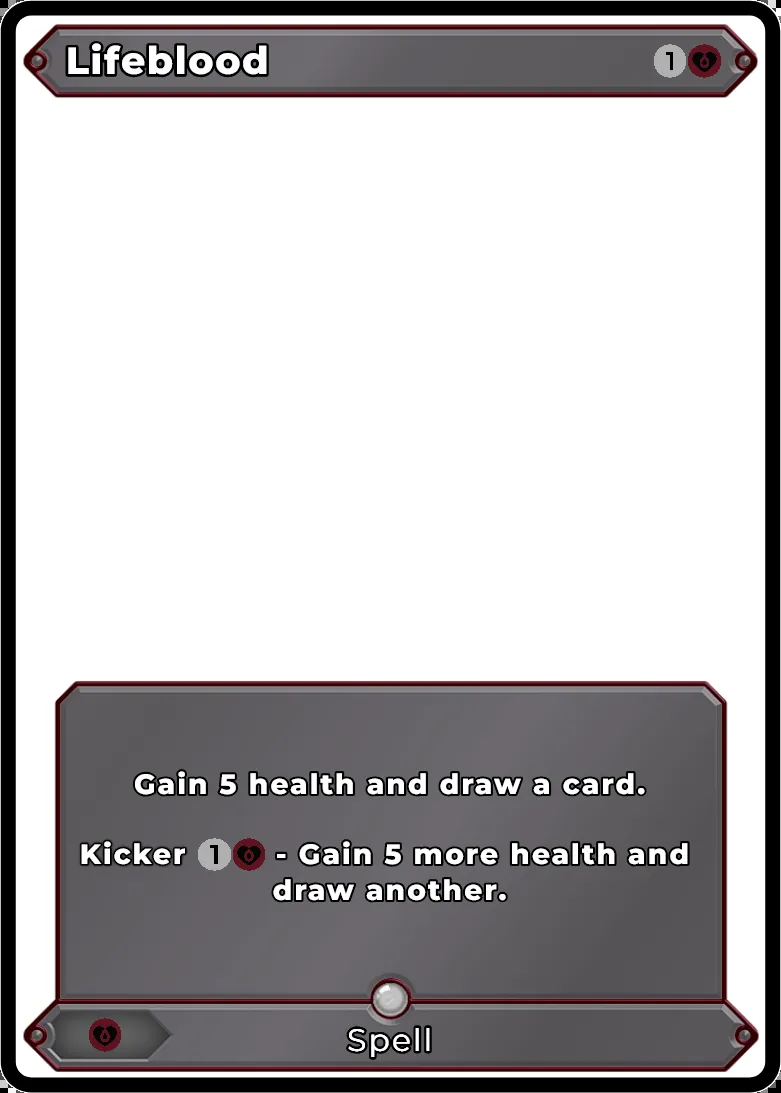 Lifeblood 1
Gain 5 health and draw a card.
Kicker 1 - Gain 5 more health and
draw another.
Spell